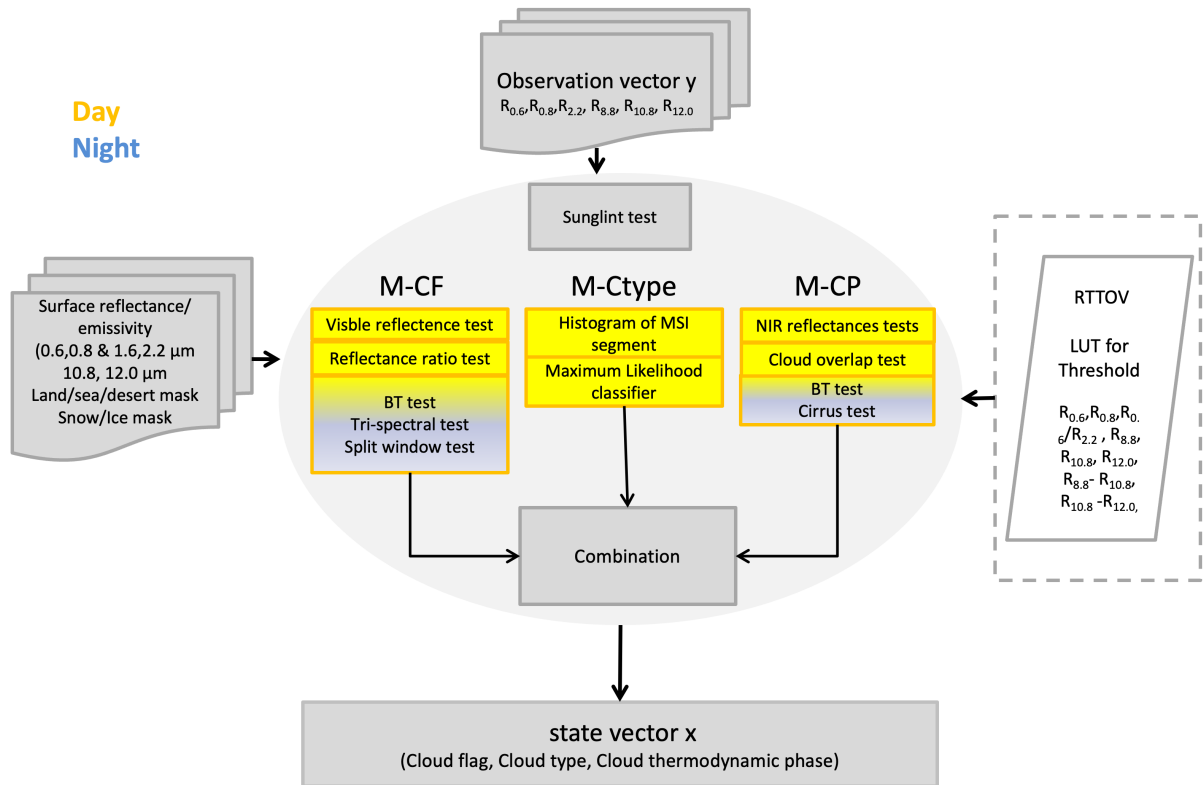 Observation vector y
R0.6,R0.8,R2.2, R8.8, R10.8, R12.0
Day
Night
Sunglint test
Surface reflectance/
emissivity
(0.6,0.8 & 1.6,2.2 µm
10.8, 12.0 µm
Land/sea/desert mask
Snow/Ice mask
M-CF
Visble reflectence test
Reflectance ratio test
BT test
Tri-spectral test
Split window test
M-Ctype
Histogram of MSI
segment
Maximum Likelihood
classifier
M-CP
NIR reflectances tests
Cloud overlap test
BT test
Cirrus test
RTTOV
LUT for
Threshold
R0.6,R0.8,R0.
6/R2.2 , R8.8,
R10.8, R12.0,
R8.8- R10.8,
R10.8 -R12.0,
Combination
state vector x
(Cloud flag, Cloud type, Cloud thermodynamic phase)